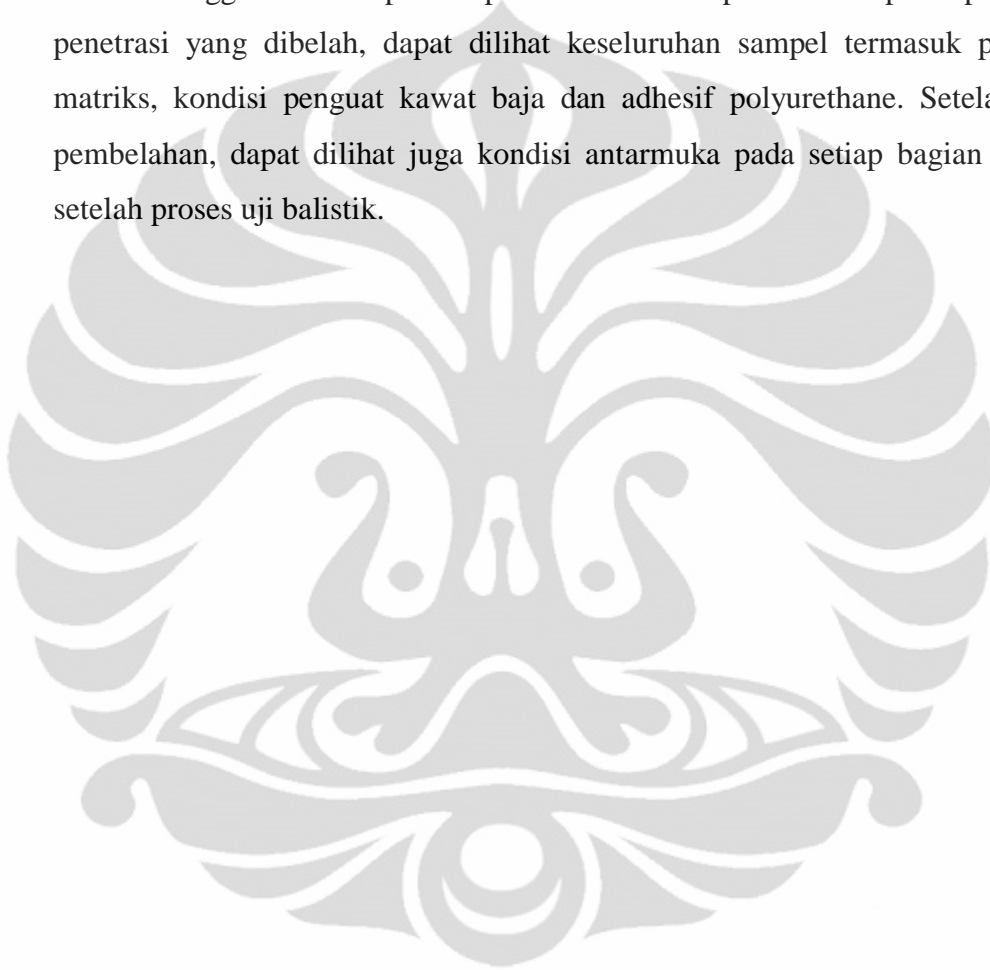 penetrasi yang dibelah, dapat dilihat keseluruhan sampel termasuk
matriks, kondisi penguat kawat baja dan adhesif polyurethane.
pembelahan, dapat dilihat juga kondisi antarmuka pada setiap bagian
setelah proses uji balistik.